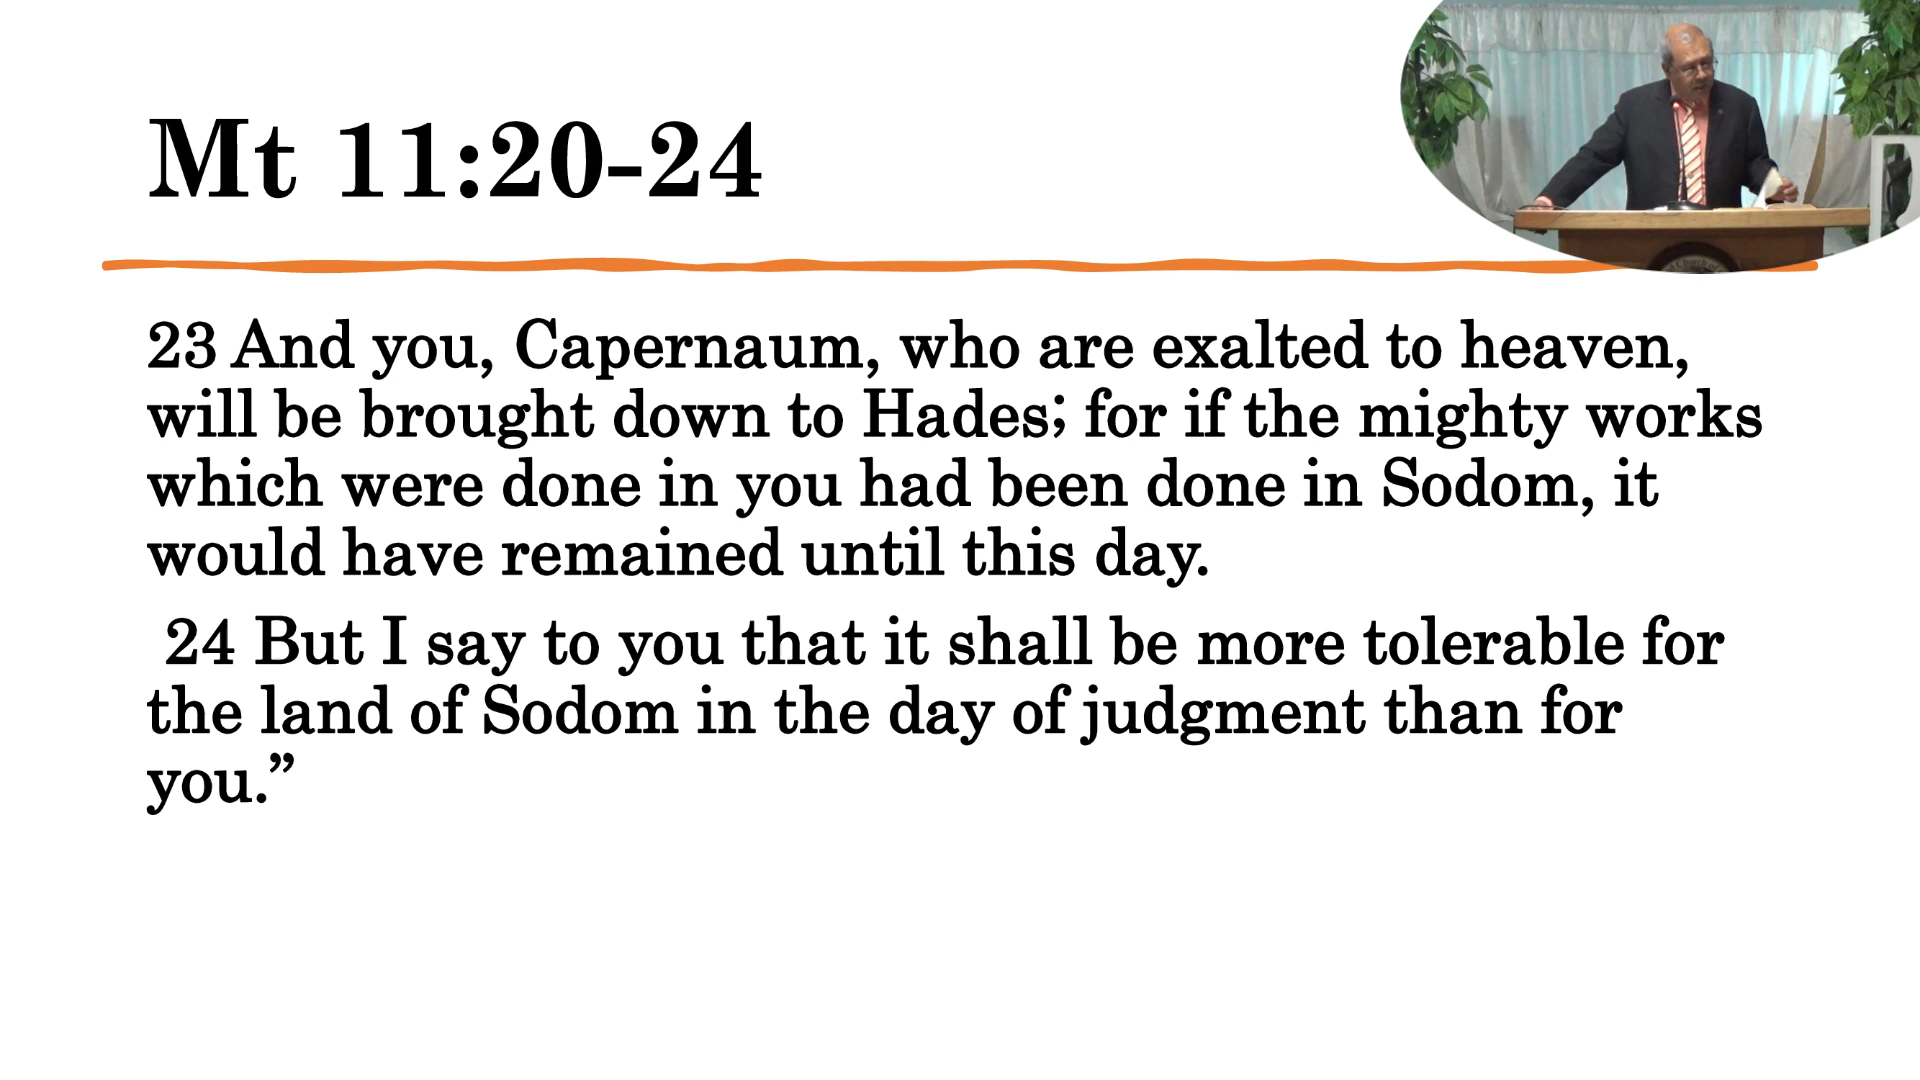 Mt 11:20-24
23 And you, Capernaum, who are exalted to heaven,
will be brought down to Hades; for if the mighty works
which were done in you had been done in Sodom, it
would have remained until this day.
24 But I say to you that it shall be more tolerable for
the land of Sodom in the day of judgment than for
you.”
Church of